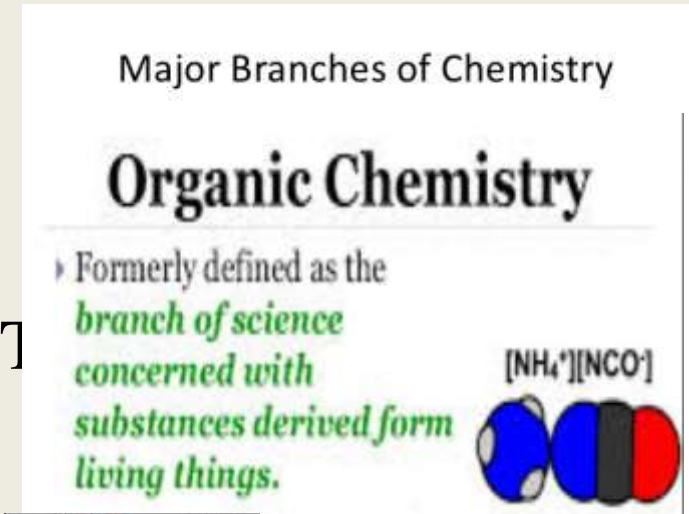 Major Branches of Chemistry
Organic Chemistry
Formerly defined as the
branch of science
concerned with
substances derived form
living things.
[NH₄⁺][NCO⁻]
T